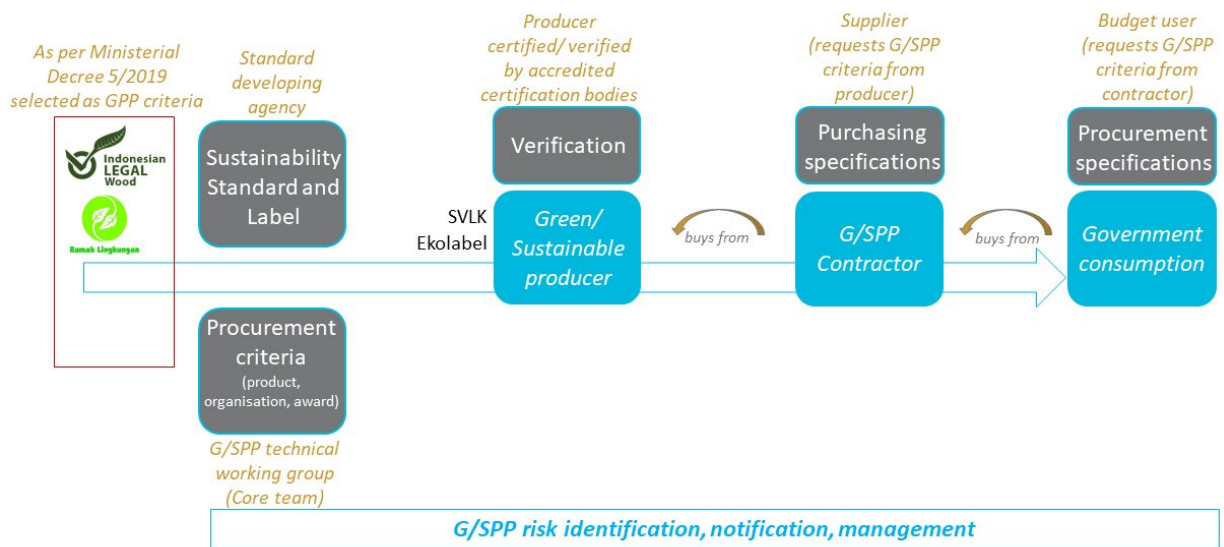 As per Ministerial
Decree 5/2019
selected as GPP criteria
Indonesian
LEGAL
Wood
Ramah Lingkungan
Standard
developing
agency
Sustainability
Standard and
Label
Procurement
criteria
(product,
organisation, award)
G/SPP technical
working group
(Core team)
Producer
certified/ verified
by accredited
certification bodies
Verification
SVLK
Ekolabel
Green/
Sustainable
producer
buys from
Supplier
(requests G/SPP
criteria from
producer)
Purchasing
specifications
G/SPP
Contractor
buys from
Budget user
(requests G/SPP
criteria from
contractor)
Procurement
specifications
Government
consumption
G/SPP risk identification, notification, management